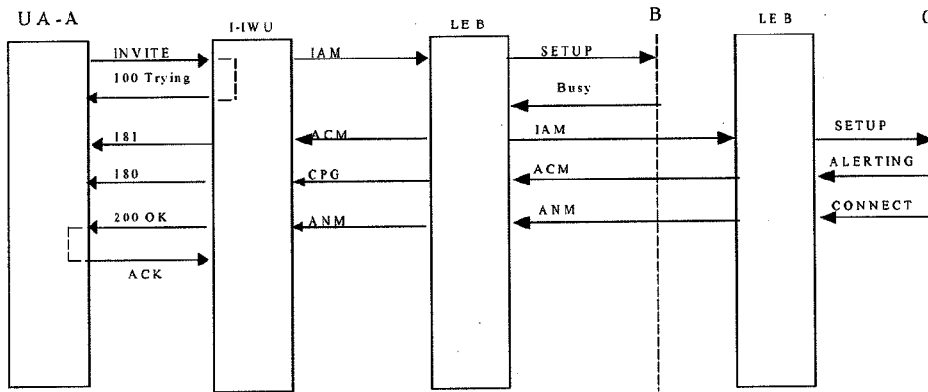 UA-A I-IWU LE B B LE B C
INVITE IAM SETUP
100 Trying Busy
181 ACM IAM SETUP
180 CPG ACM ALERTING
200 OK ANM ANM CONNECT
ACK